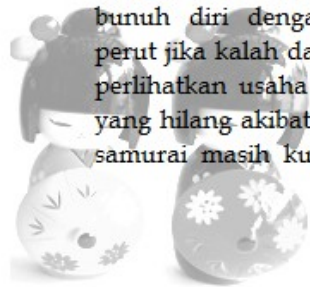 bunuh diri denga
perut jika kalah da
perlihatkan usaha
yang hilang akibat
samurai masih ku